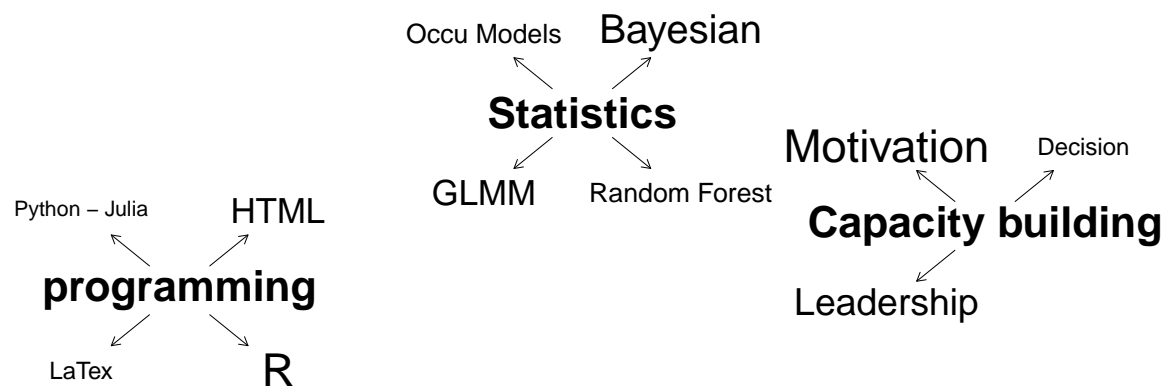 Occu Models
Bayesian
Statistics
GLMM
Random Forest
Motivation
Decision
Capacity building
Leadership
Python – Julia
HTML
programming
LaTex
R